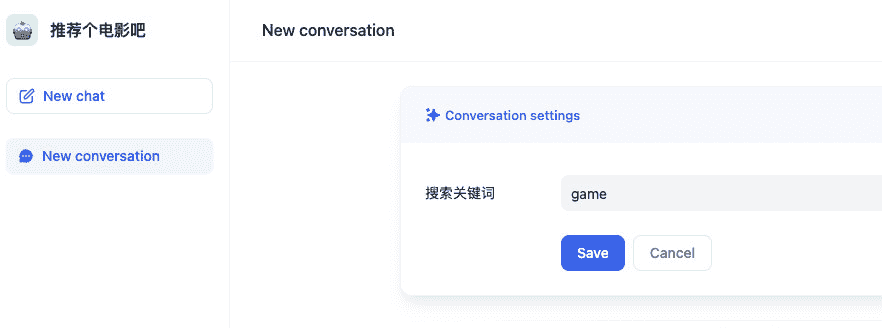 推荐个电影吧
New conversation
New chat
New conversation
Conversation settings
搜索关键词
game
Save
Cancel